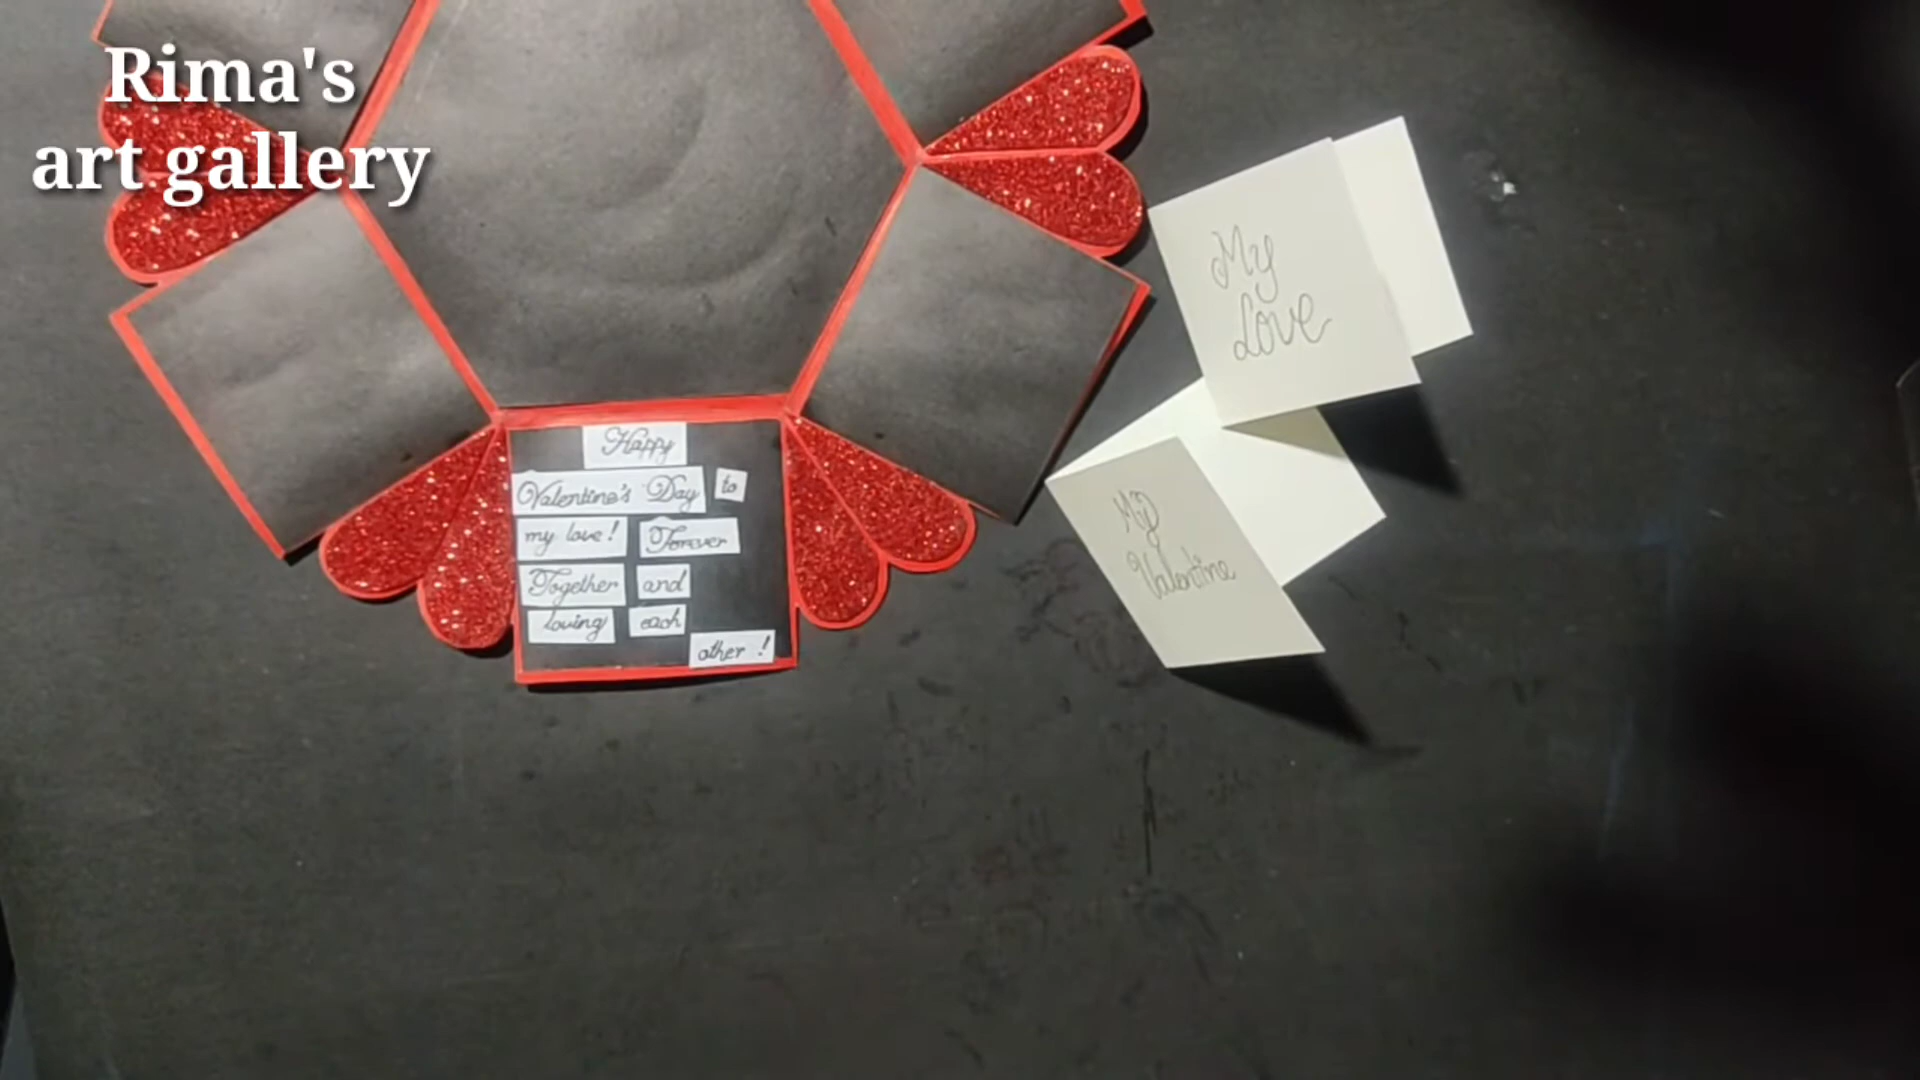 Rima's
art gallery
Happy
Valentine's Day to
my love! Forever
Together and
loving each
other !
My
Love
My
Valentine